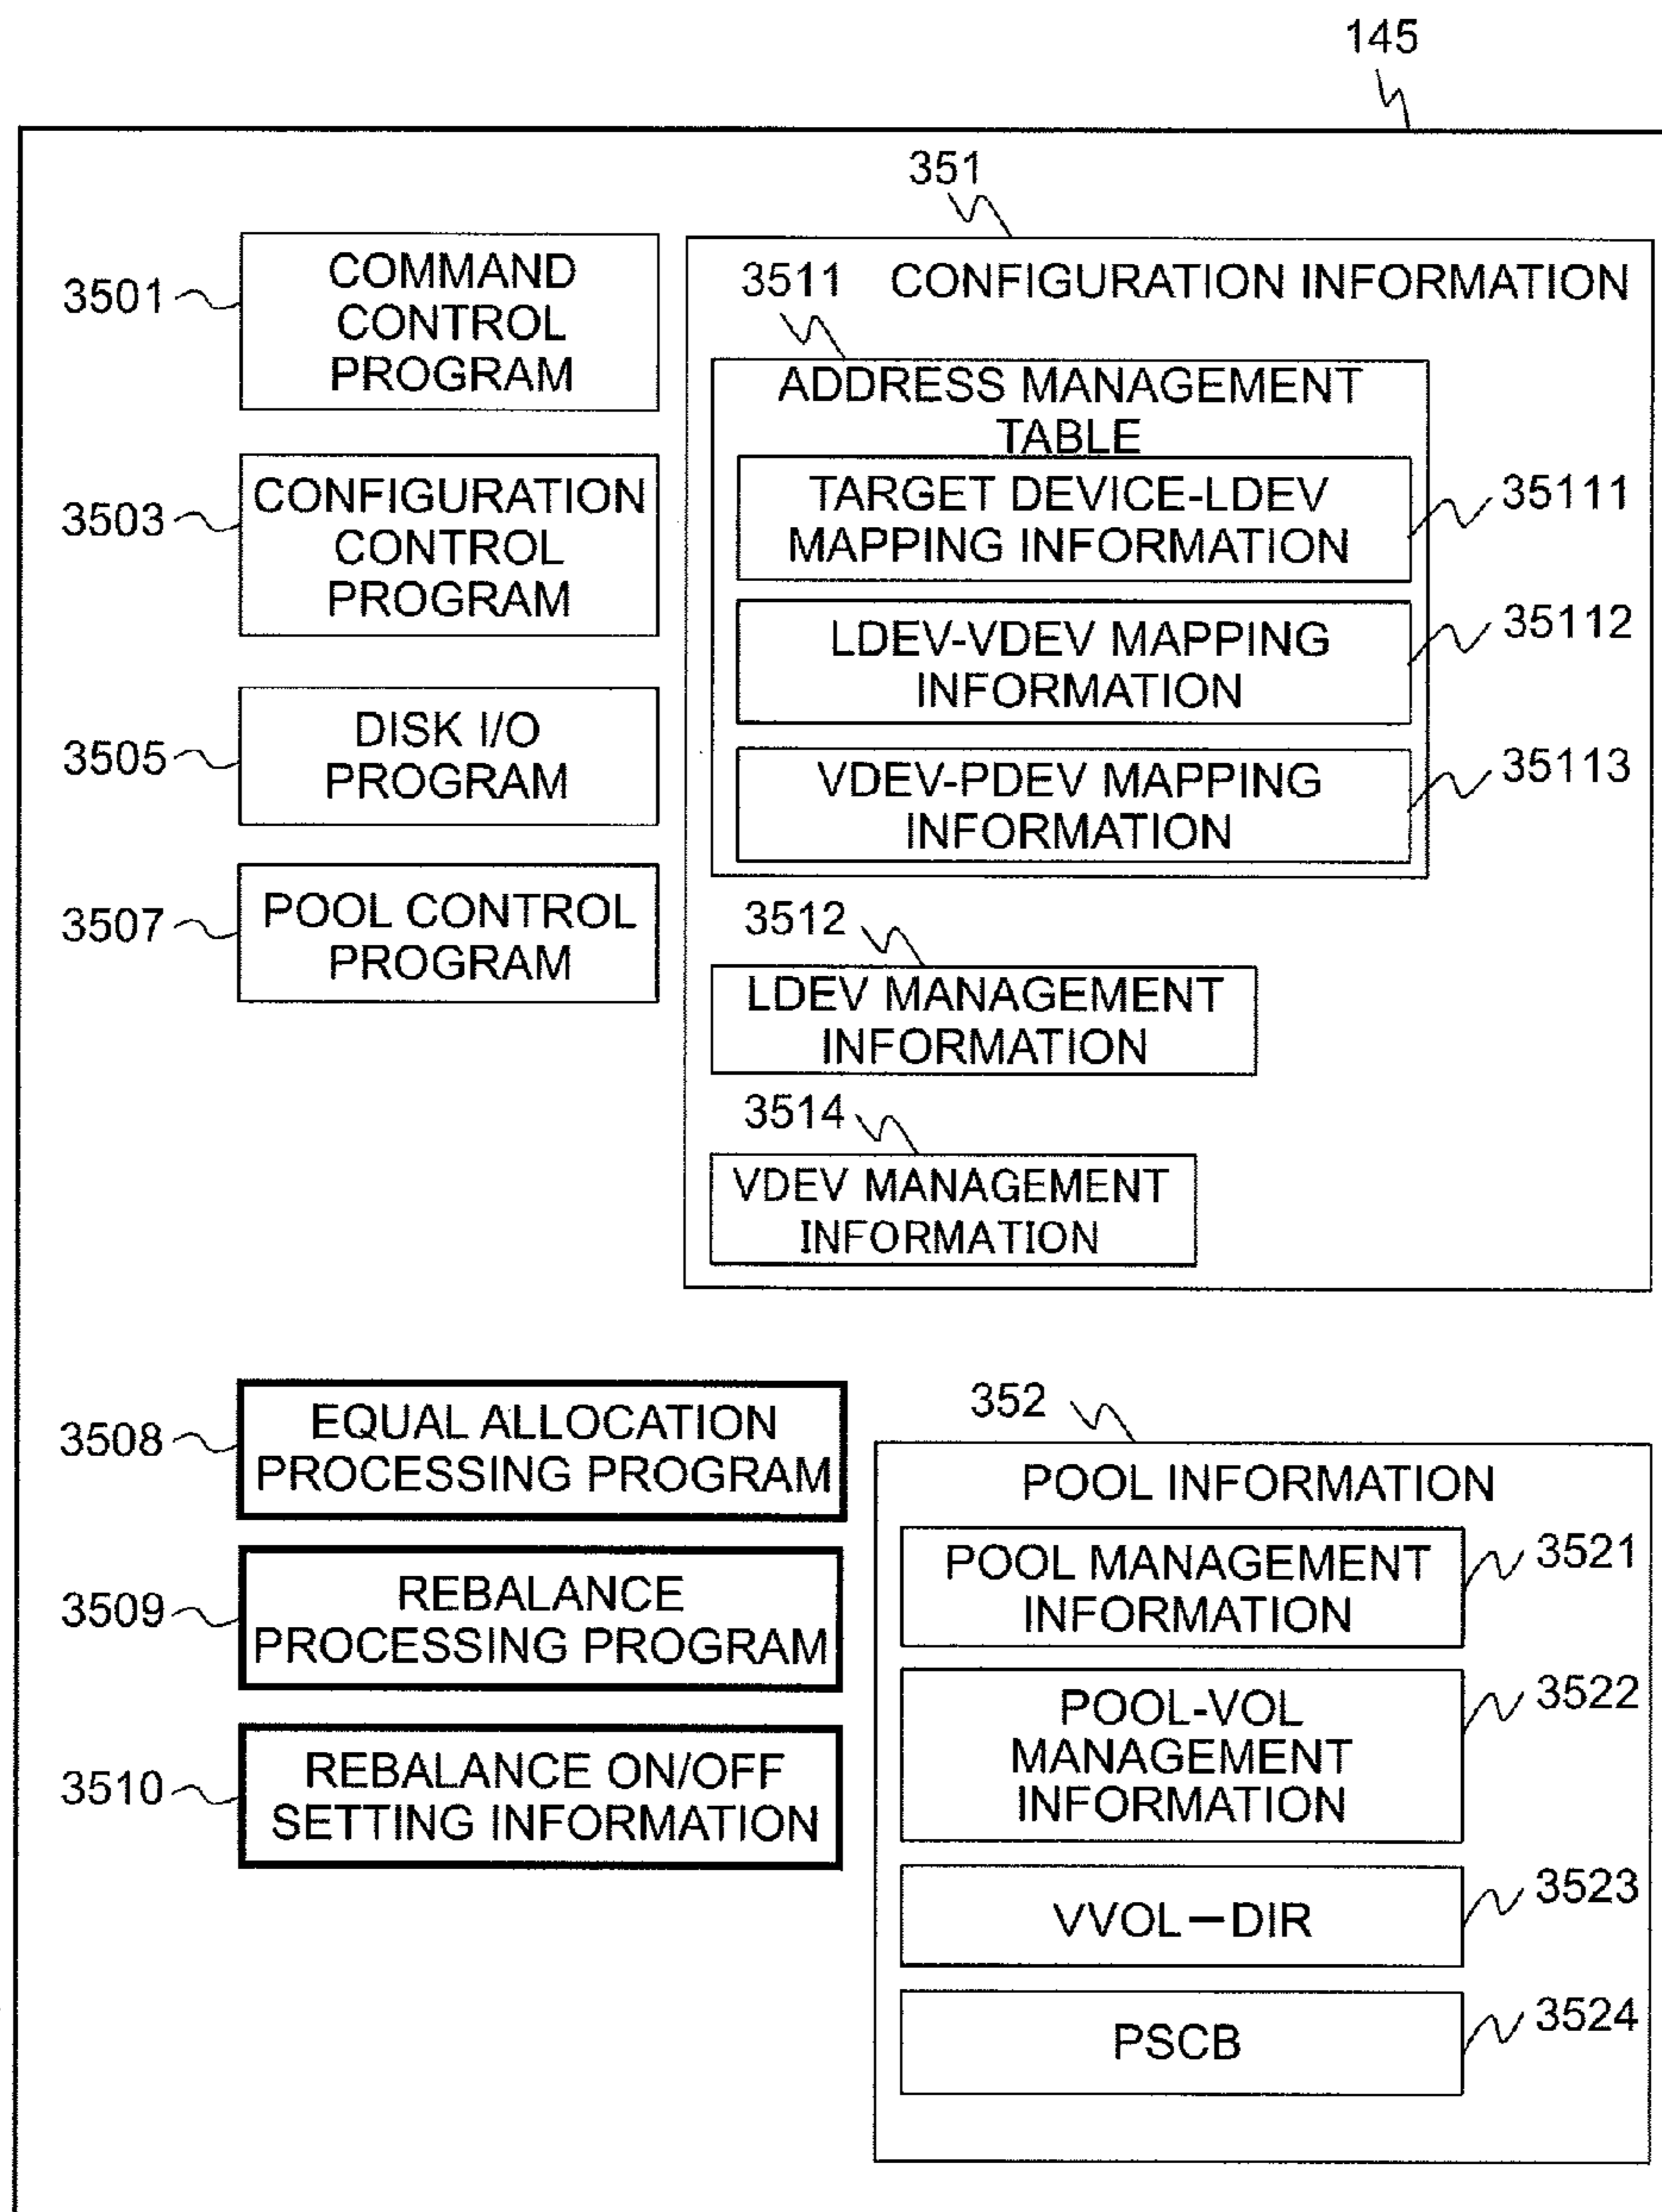 145
351
3501
COMMAND
CONTROL
PROGRAM
3503
CONFIGURATION
CONTROL
PROGRAM
3505
DISK I/O
PROGRAM
3507
POOL CONTROL
PROGRAM
CONFIGURATION INFORMATION
3511
ADDRESS MANAGEMENT
TABLE
TARGET DEVICE-LDEV
MAPPING INFORMATION
35111
LDEV-VDEV MAPPING
INFORMATION
35112
VDEV-PDEV MAPPING
INFORMATION
35113
3512
LDEV MANAGEMENT
INFORMATION
3514
VDEV MANAGEMENT
INFORMATION
3508
EQUAL ALLOCATION
PROCESSING PROGRAM
3509
REBALANCE
PROCESSING PROGRAM
3510
REBALANCE ON/OFF
SETTING INFORMATION
352
POOL INFORMATION
POOL MANAGEMENT
INFORMATION
3521
POOL-VOL
MANAGEMENT
INFORMATION
3522
VVOL—DIR
3523
PSCB
3524